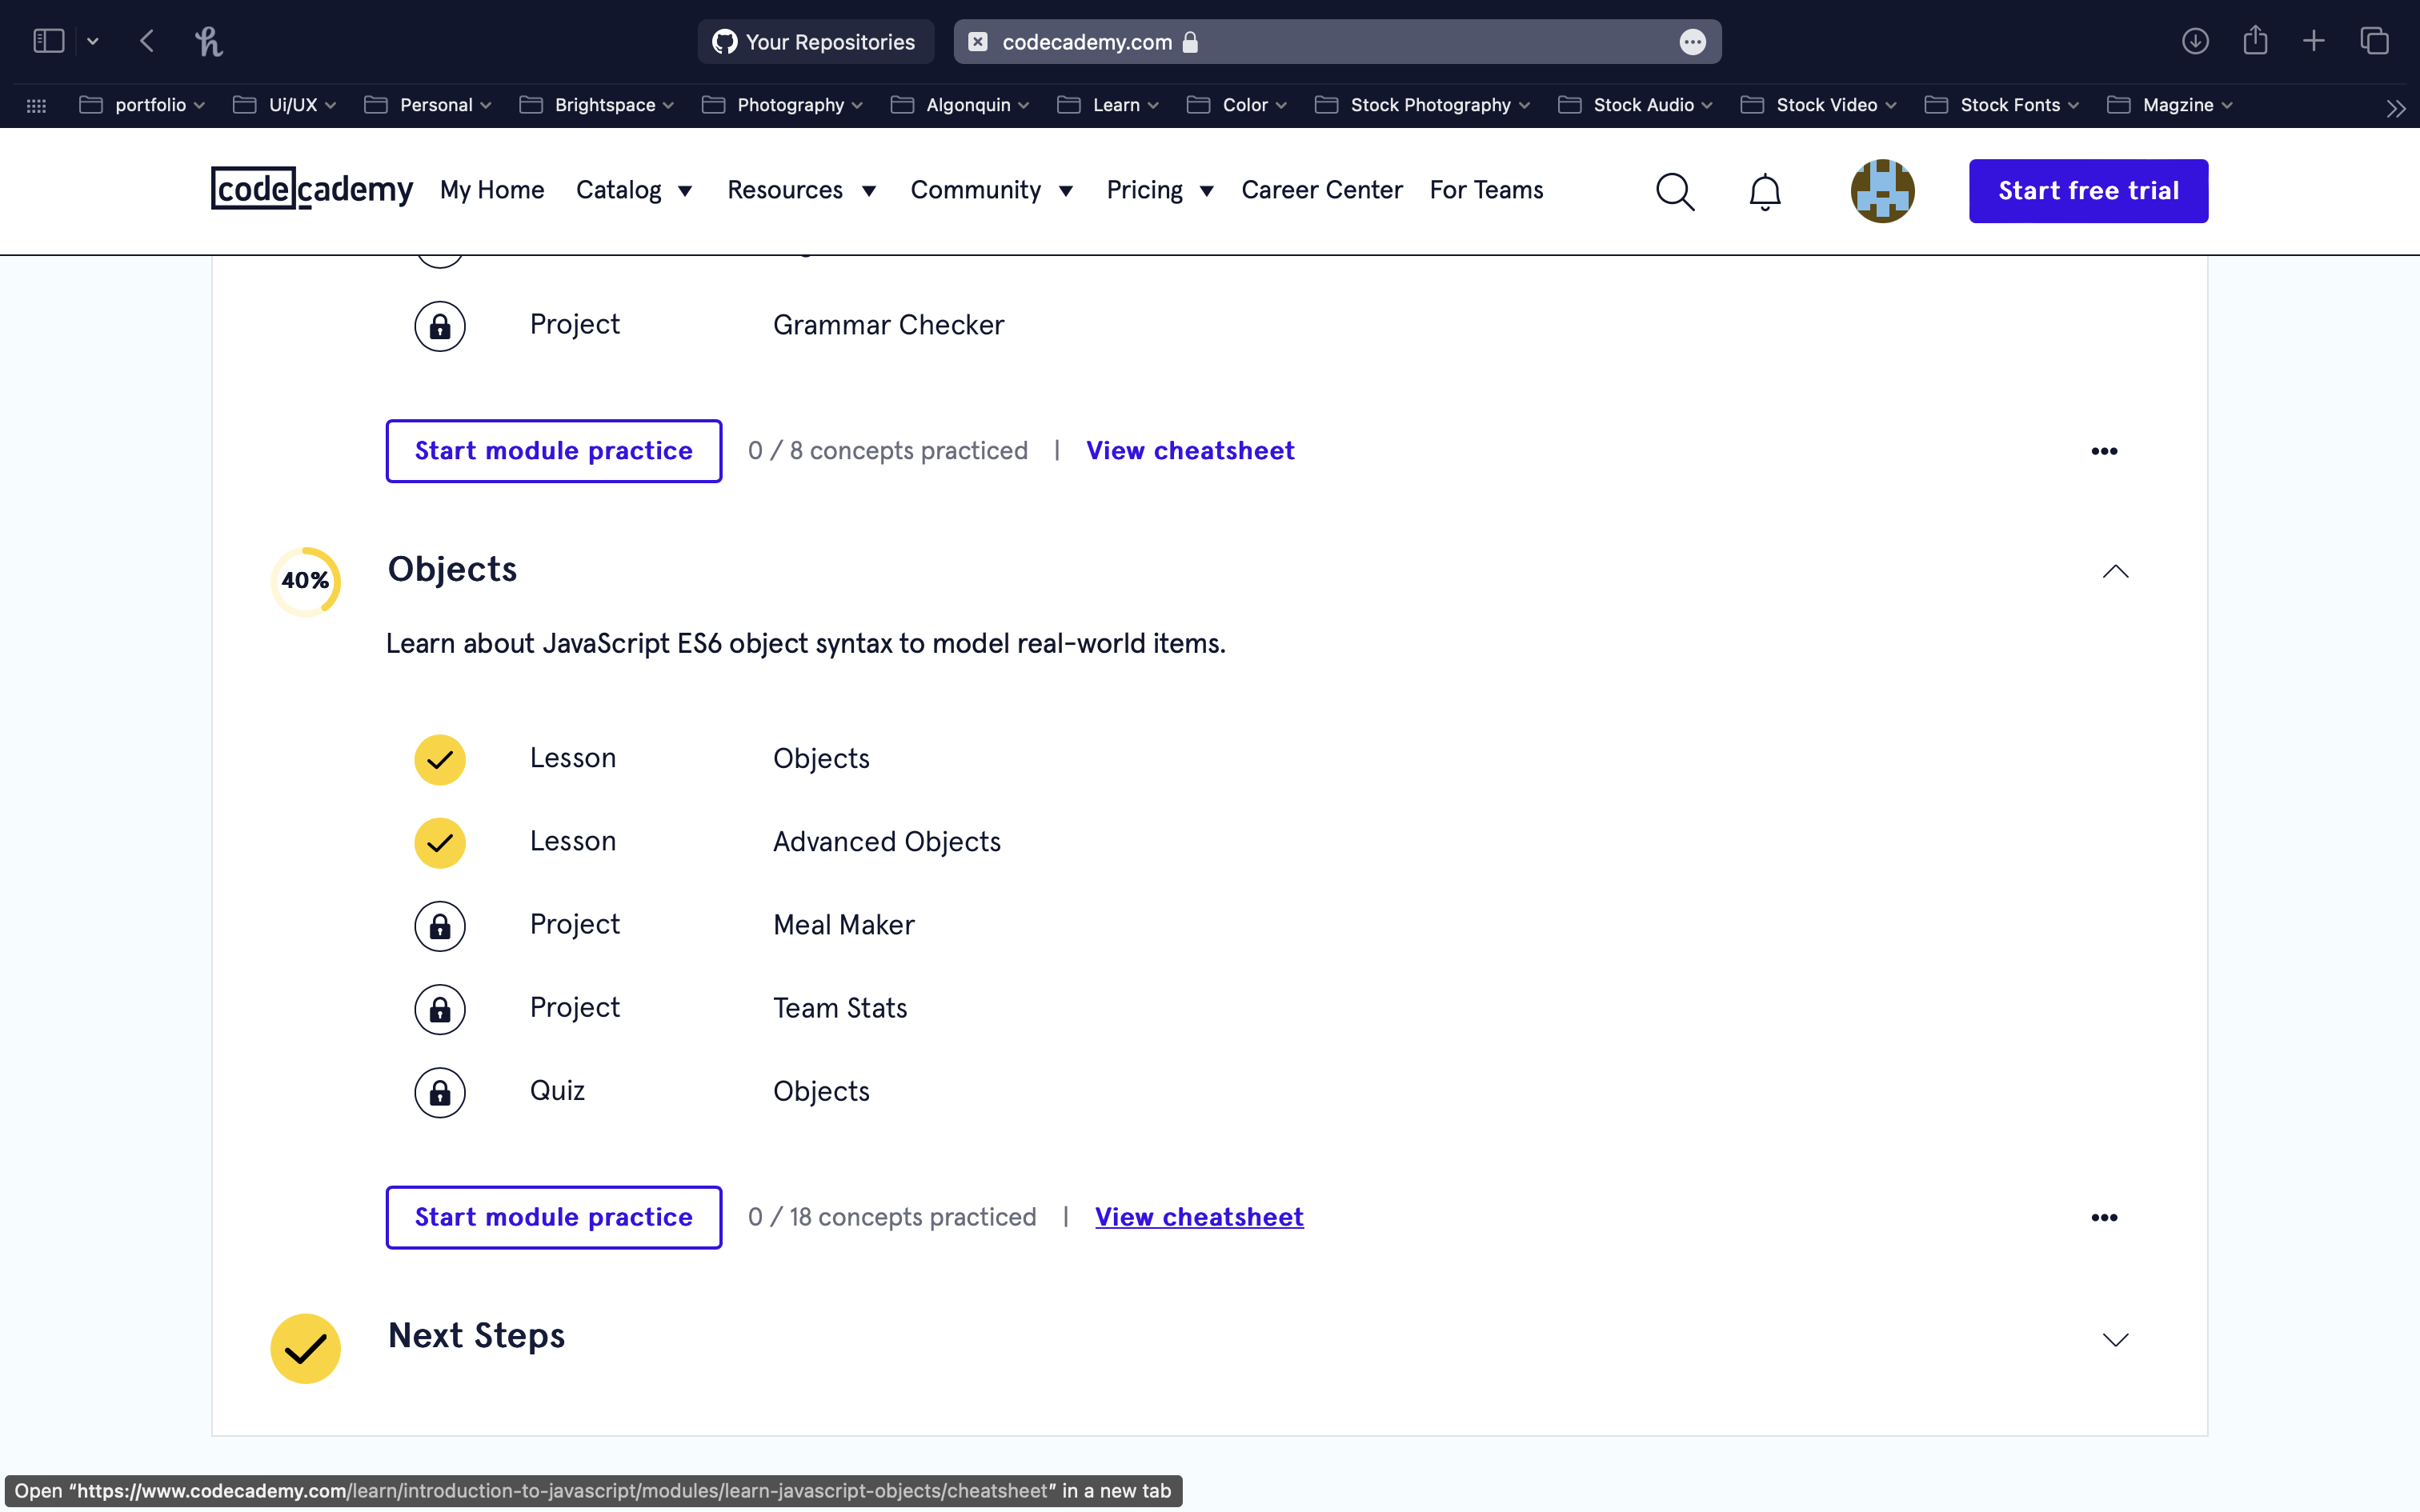 Your Repositories
codecademy.com
portfolio Ui/UX Personal Brightspace Photography Algonquin Learn Color Stock Photography Stock Audio Stock Video Stock Fonts Magzine
codecademy My Home Catalog Resources Community Pricing Career Center For Teams Start free trial
Project Grammar Checker
Start module practice 0 / 8 concepts practiced | View cheatsheet
40% Objects
Learn about JavaScript ES6 object syntax to model real-world items.
Lesson Objects
Lesson Advanced Objects
Project Meal Maker
Project Team Stats
Quiz Objects
Start module practice 0 / 18 concepts practiced | View cheatsheet
Next Steps
Open “https://www.codecademy.com/learn/introduction-to-javascript/modules/learn-javascript-objects/cheatsheet” in a new tab